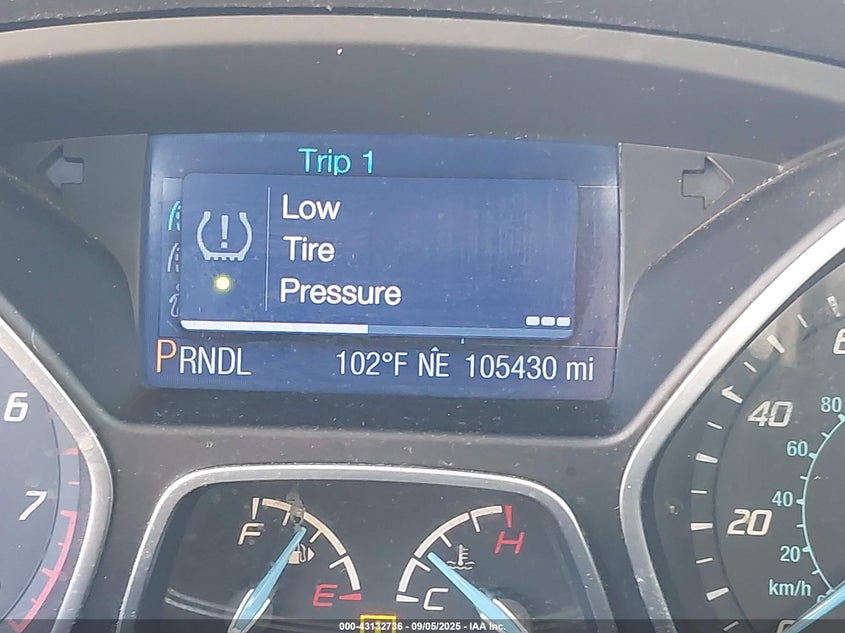 Trip 1
Low
Tire
Pressure
PRNDL 102°F NE 105430 mi
6
7
F
E
H
C
40
20
80
60
40
20
km/h
000-43132736 - 09/05/2025 - IAA Inc.